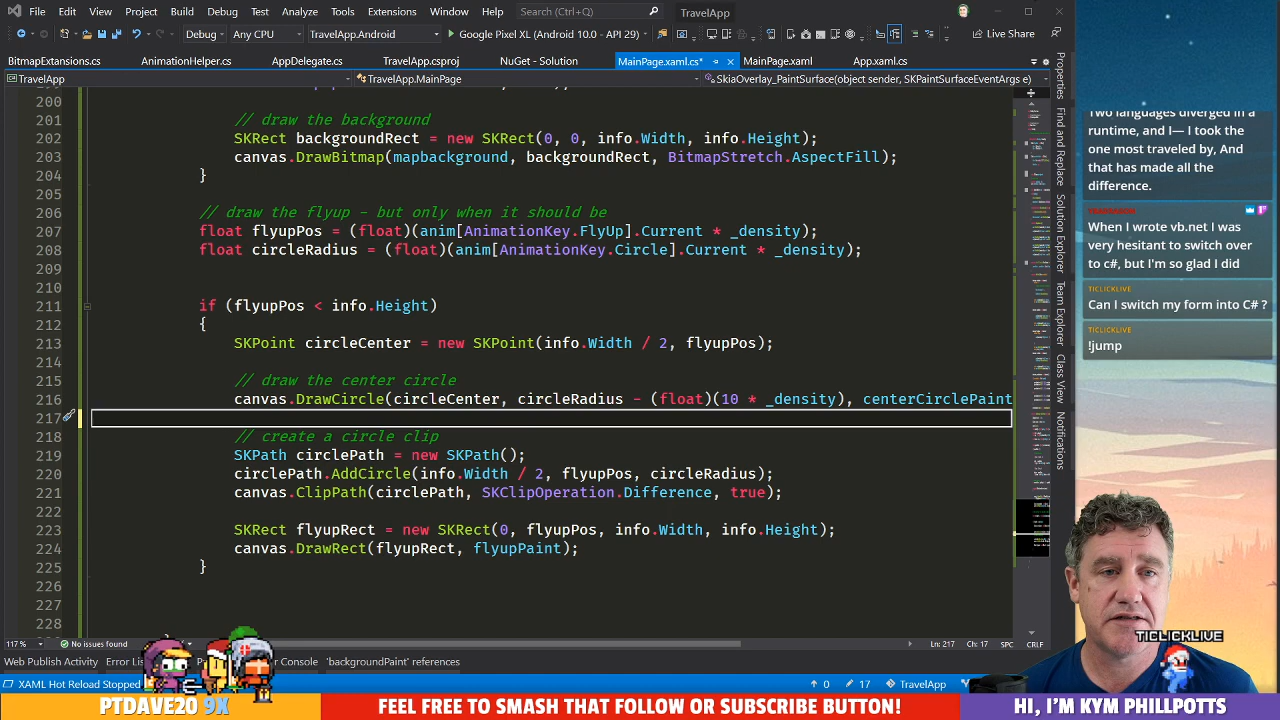 File Edit View Project Build Debug Test Analyze Tools Extensions Window Help Search (Ctrl+Q) TravelApp
Debug Any CPU TravelApp.Android Google Pixel XL (Android 10.0 - API 29) Live Share
BitmapExtansions.cs AnimationHelper.cs AppDelegate.cs TravelApp.csproj NuGet - Solution MainPage.xaml.cs* MainPage.xaml App.xaml.cs
TravelApp TravelApp.MainPage SkiaOverlay_PaintSurface(object sender, SKPaintSurfaceEventArgs e)
200
201 // draw the background
202 SKRect backgroundRect = new SKRect(0, 0, info.Width, info.Height);
203 canvas.DrawBitmap(mapbackground, backgroundRect, BitmapStretch.AspectFill);
204 }
205
206 // draw the flyup - but only when it should be
207 float flyupPos = (float)(anim[AnimationKey.FlyUp].Current * _density);
208 float circleRadius = (float)(anim[AnimationKey.Circle].Current * _density);
209
210
211 if (flyupPos < info.Height)
212 {
213 SKPoint circleCenter = new SKPoint(info.Width / 2, flyupPos);
214
215 // draw the center circle
216 canvas.DrawCircle(circleCenter, circleRadius - (float)(10 * _density), centerCirclePaint
217
218 // create a circle clip
219 SKPath circlePath = new SKPath();
220 circlePath.AddCircle(info.Width / 2, flyupPos, circleRadius);
221 canvas.ClipPath(circlePath, SKClipOperation.Difference, true);
222
223 SKRect flyupRect = new SKRect(0, flyupPos, info.Width, info.Height);
224 canvas.DrawRect(flyupRect, flyupPaint);
225 }
226
227
228
117% No issues found Ln: 217 Ch: 17 SPC CRLF
Web Publish Activity Error Console 'backgroundPaint' references
XAML Hot Reload Stopped 0 17 TravelApp
Properties
Find and Replace
Solution Explorer
Team Explorer
Class View
Notifications
Two languages diverged in a
runtime, and I— I took the
one most traveled by, And
that has made all the
difference.
When I wrote vb.net I was
very hesitant to switch over
to c#, but I'm so glad I did
TICLICKLIVE
Can I switch my form into C# ?
TICLICKLIVE
!jump
TICLICKLIVE
PTDAVE20 9X
FEEL FREE TO SMASH THAT FOLLOW OR SUBSCRIBE BUTTON!
HI, I'M KYM PHILLPOTTS